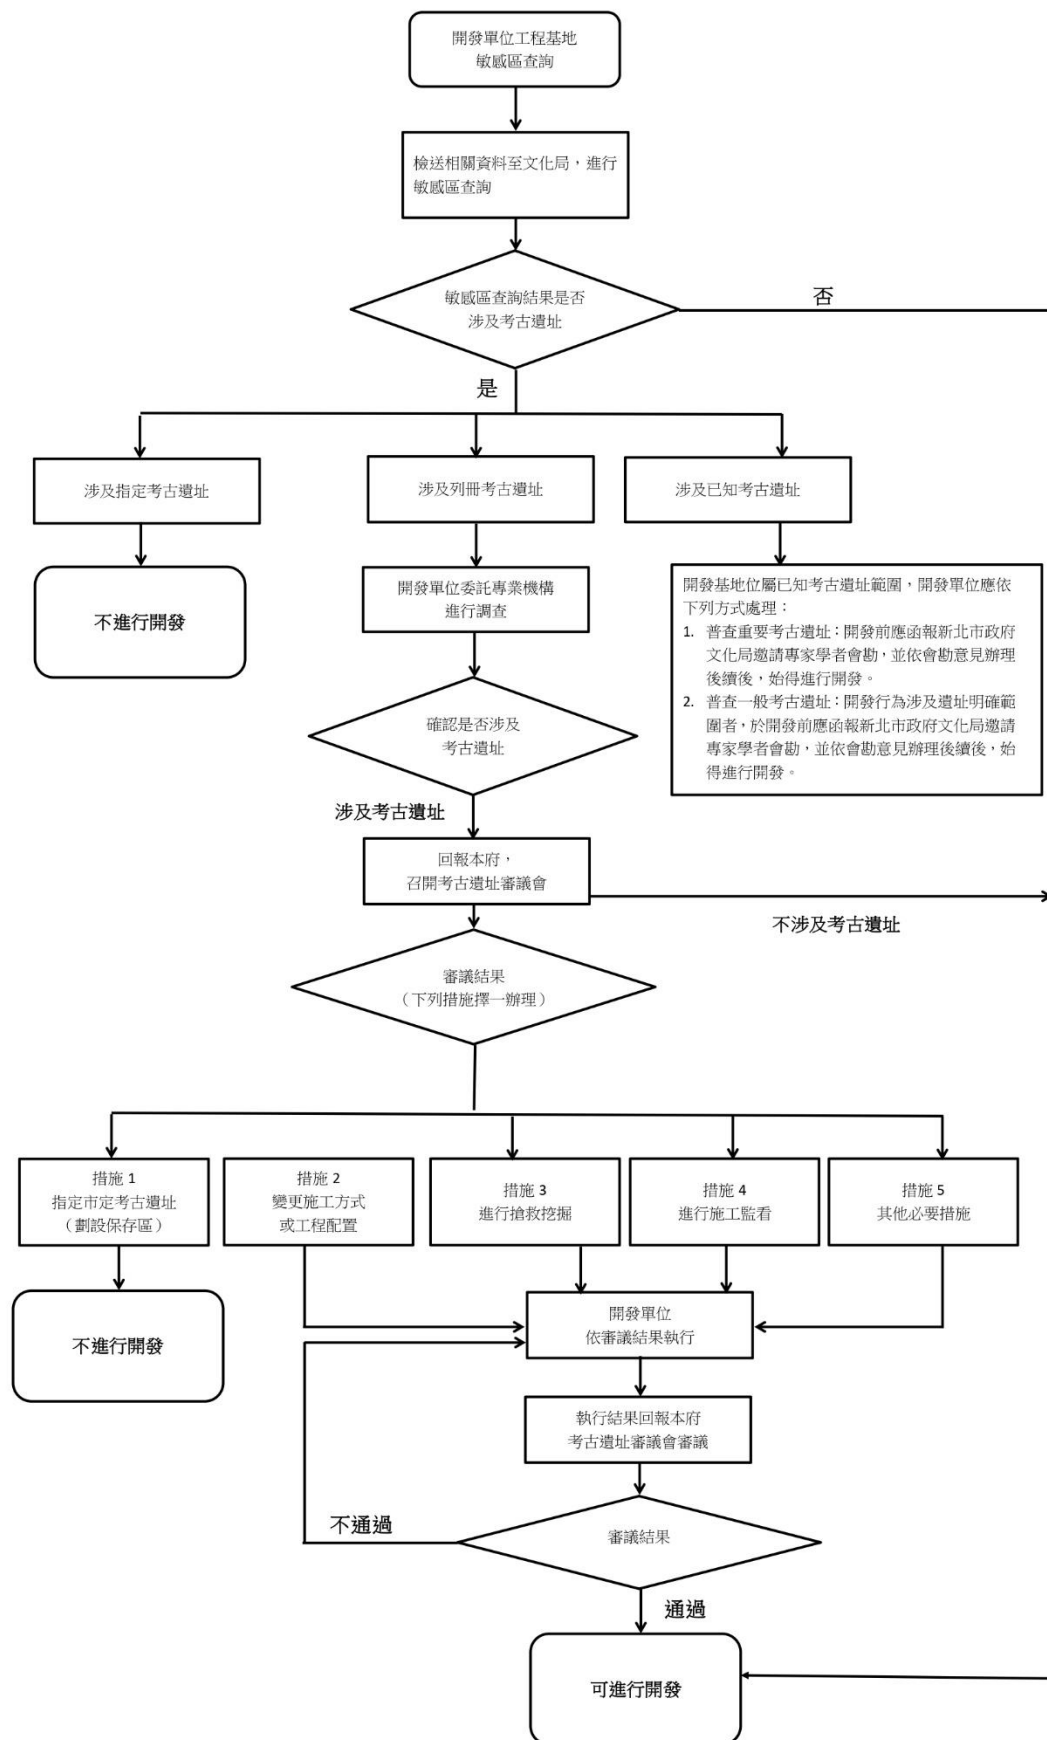 開發單位工程基地
敏感區查詢
檢送相關資料至文化局，進行
敏感區查詢
敏感區查詢結果是否
涉及考古遺址
否
是
涉及指定考古遺址
涉及列冊考古遺址
涉及已知考古遺址
不進行開發
開發單位委託專業機構
進行調查
開發基地位屬已知考古遺址範圍，開發單位應依
下列方式處理：
1. 普查重要考古遺址：開發前應函報新北市政府
文化局邀請專家學者會勘，並依會勘意見辦理
後續後，始得進行開發。
2. 普查一般考古遺址：開發行為涉及遺址明確範
圍者，於開發前應函報新北市政府文化局邀請
專家學者會勘，並依會勘意見辦理後續後，始
得進行開發。
確認是否涉及
考古遺址
涉及考古遺址
回報本府，
召開考古遺址審議會
不涉及考古遺址
審議結果
（下列措施擇一辦理）
措施 1
指定市定考古遺址
（劃設保存區）
措施 2
變更施工方式
或工程配置
措施 3
進行搶救挖掘
措施 4
進行施工監看
措施 5
其他必要措施
不進行開發
開發單位
依審議結果執行
執行結果回報本府
考古遺址審議會審議
不通過
審議結果
通過
可進行開發